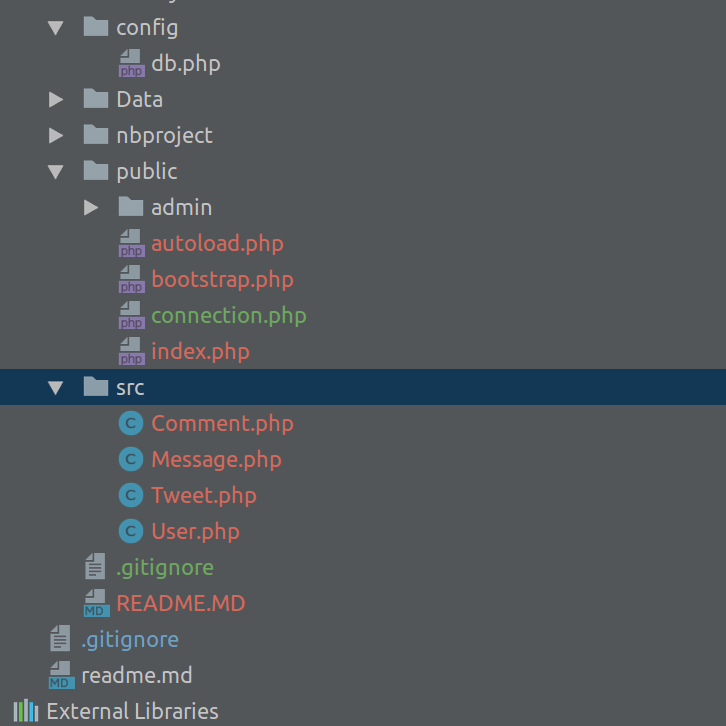 config
php db.php
Data
nbproject
public
admin
php autoload.php
php bootstrap.php
php connection.php
php index.php
src
C Comment.php
C Message.php
C Tweet.php
C User.php
.gitignore
MD README.MD
.gitignore
MD readme.md
External Libraries